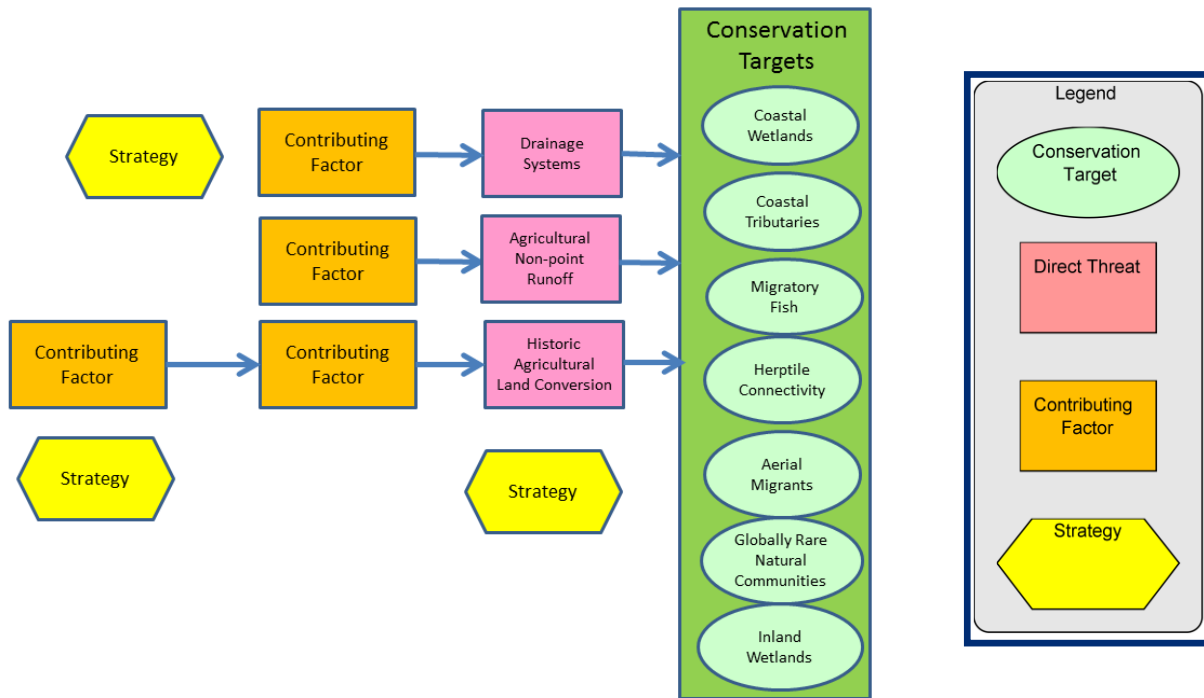 Conservation
Targets
Strategy
Contributing
Factor
Drainage
Systems
Contributing
Factor
Agricultural
Non-point
Runoff
Contributing
Factor
Contributing
Factor
Historic
Agricultural
Land Conversion
Strategy
Strategy
Coastal
Wetlands
Coastal
Tributaries
Migratory
Fish
Herptile
Connectivity
Aerial
Migrants
Globally Rare
Natural
Communities
Inland
Wetlands
Legend
Conservation
Target
Direct Threat
Contributing
Factor
Strategy